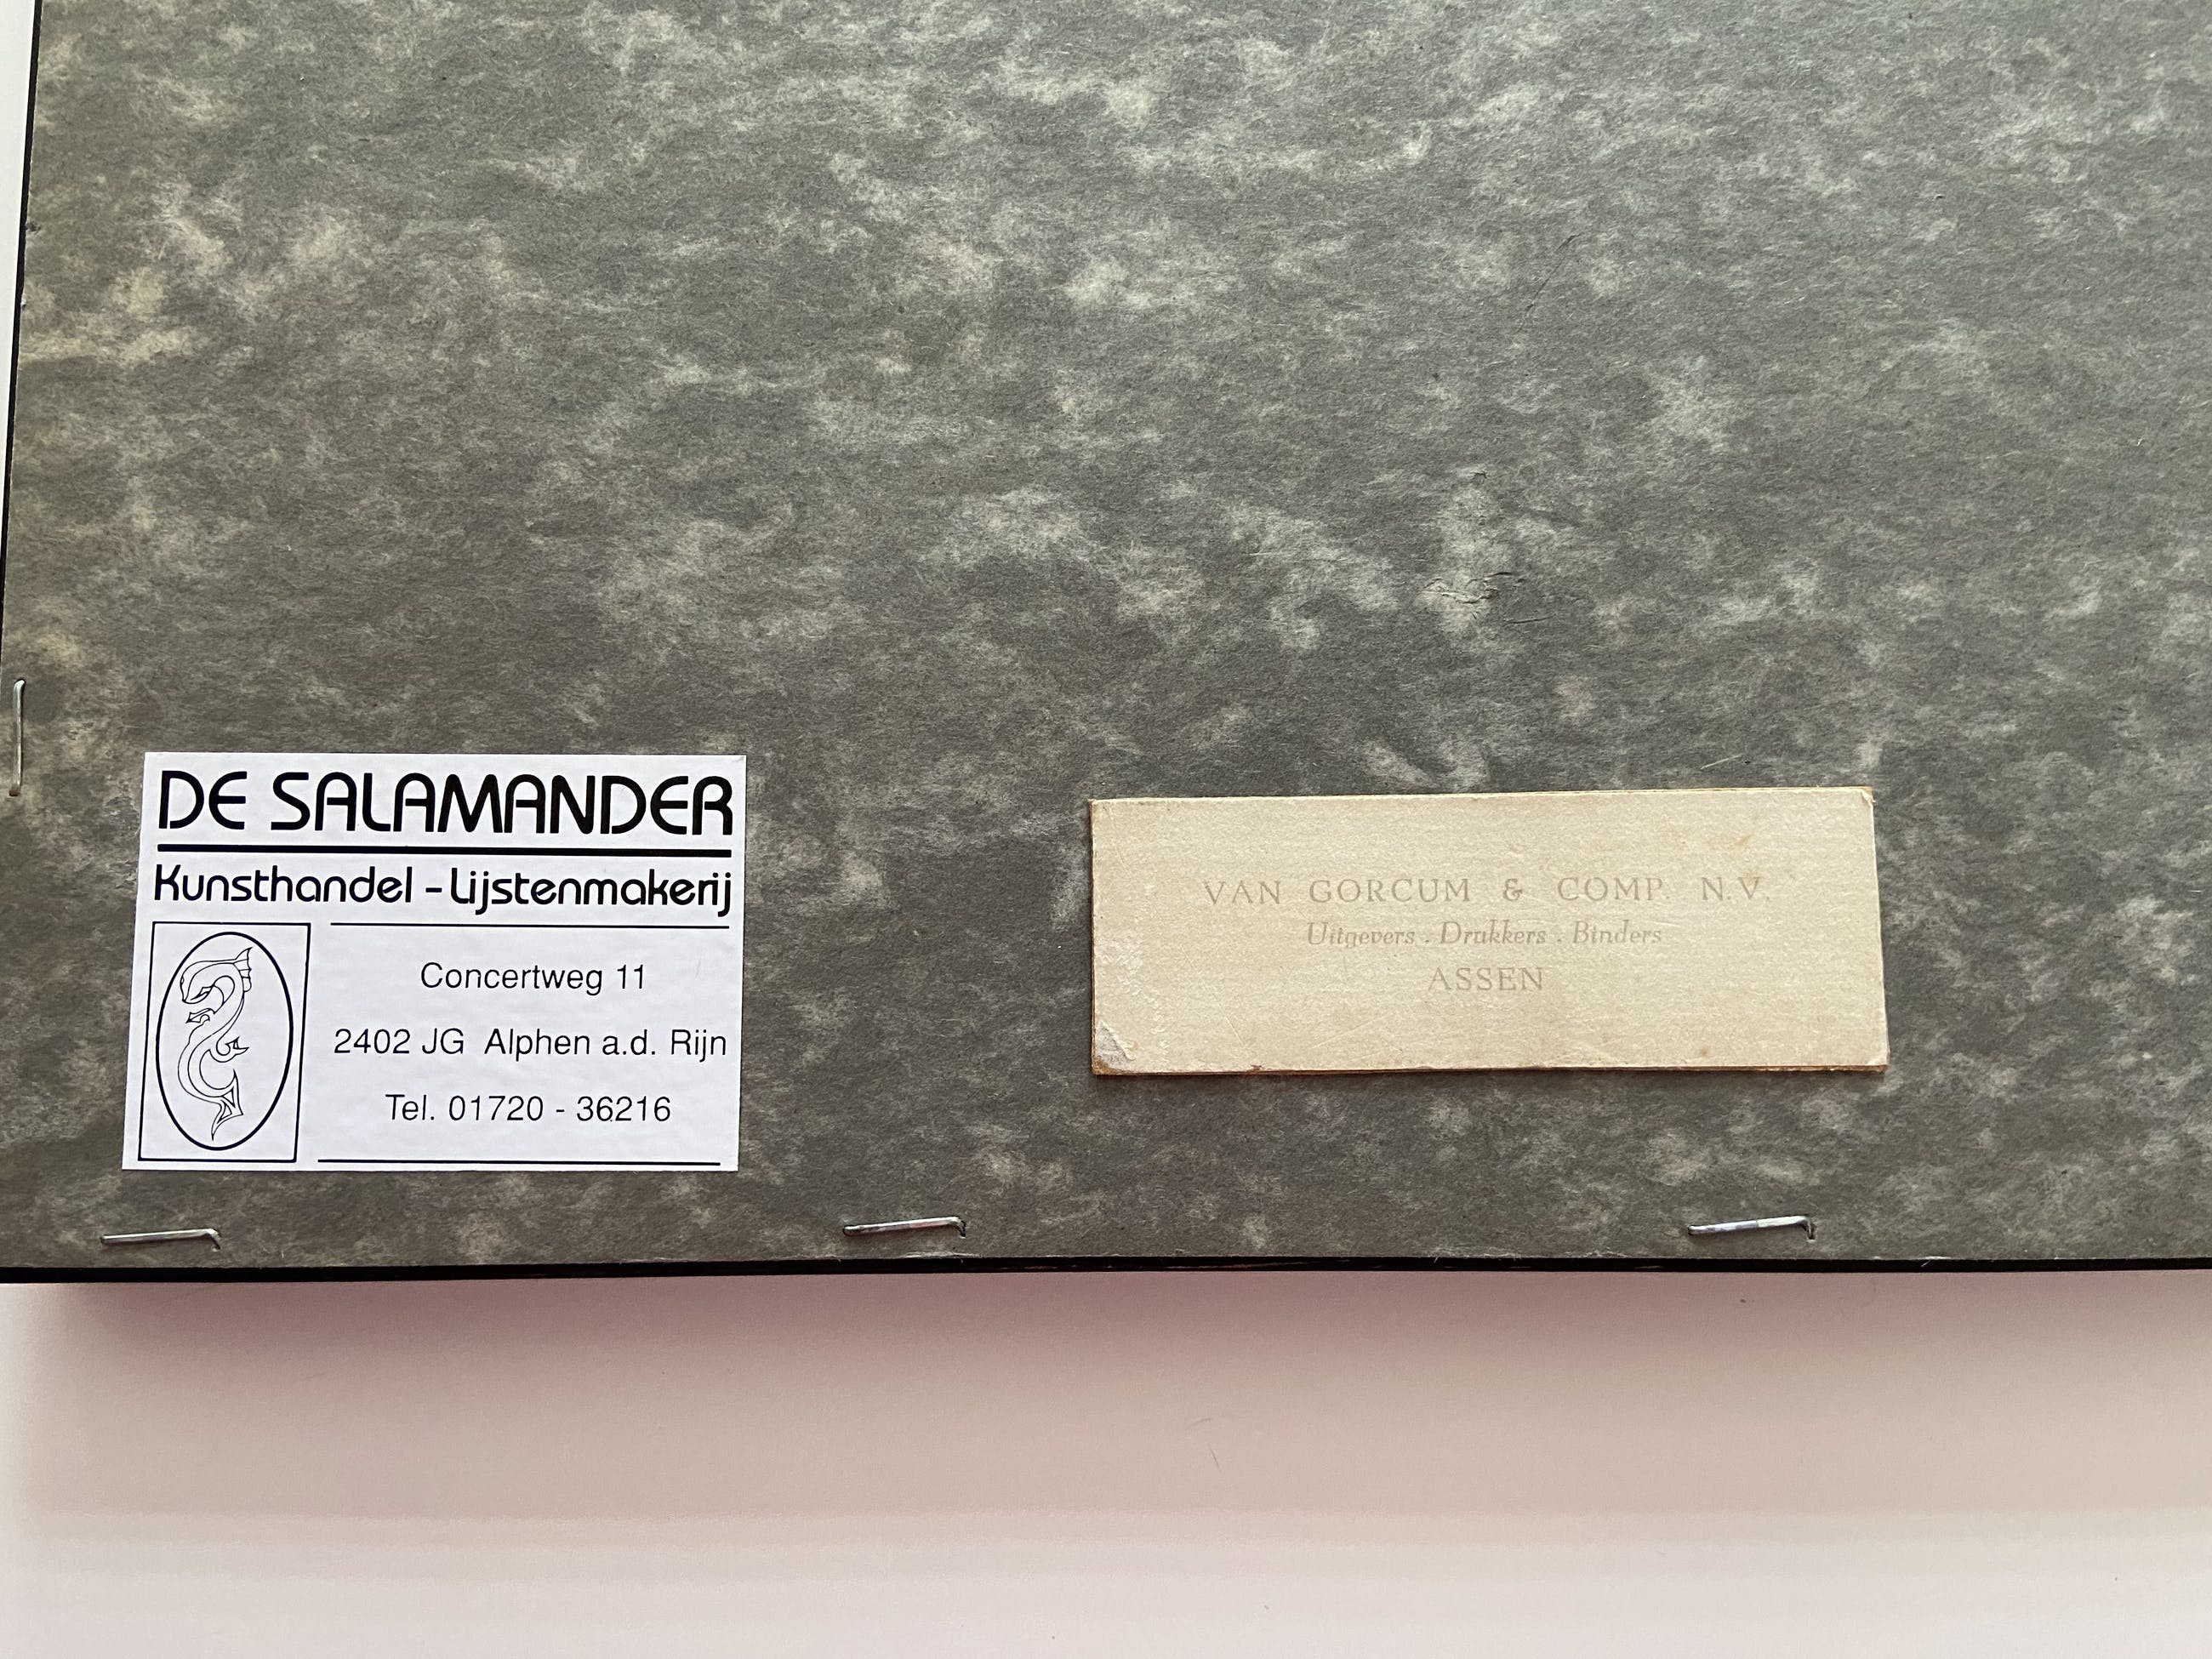 DE SALAMANDER
Kunsthandel - Lijstenmakerij
Concertweg 11
2402 JG Alphen a.d. Rijn
Tel. 01720 - 36216
VAN GORCUM & COMP. N.V.
Uitgevers . Drukkers . Binders
ASSEN